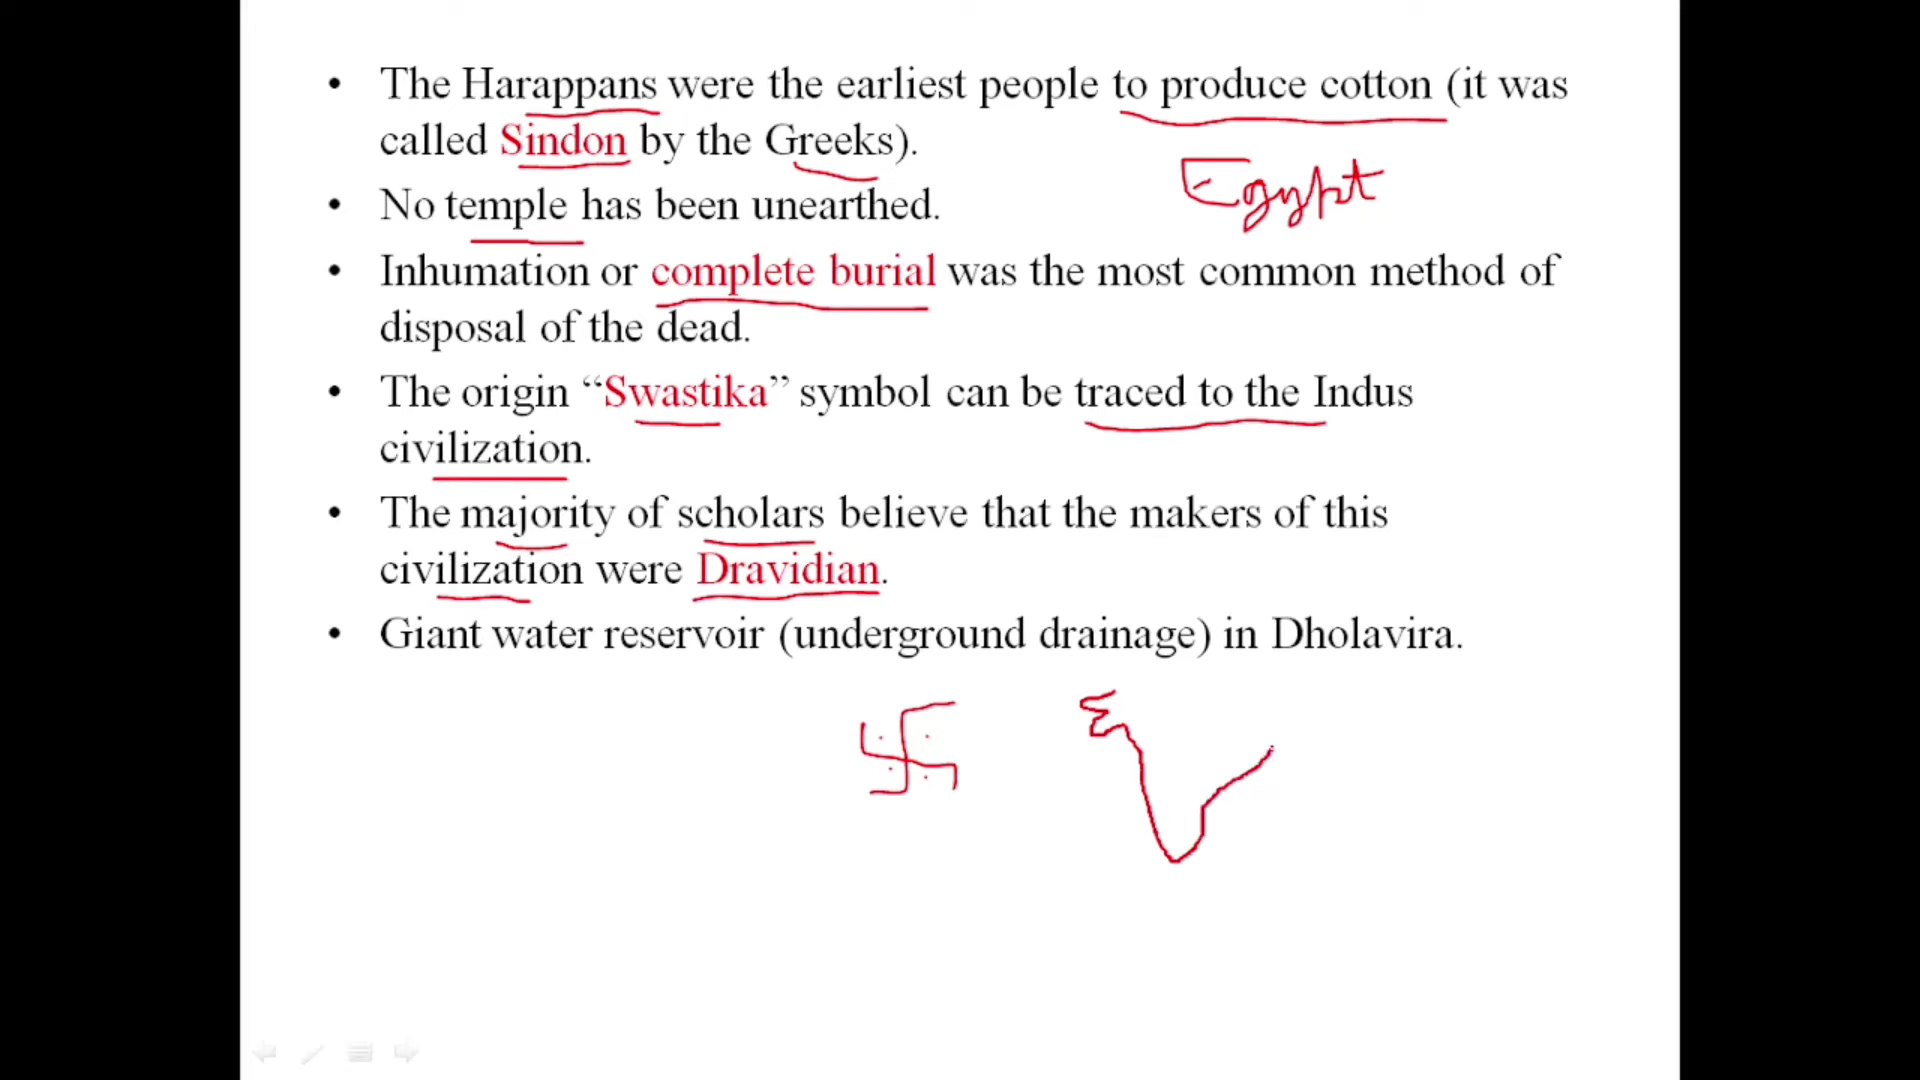 • The Harappans were the earliest people to produce cotton (it was
called Sindon by the Greeks).
Egypt
• No temple has been unearthed.
• Inhumation or complete burial was the most common method of
disposal of the dead.
• The origin “Swastika” symbol can be traced to the Indus
civilization.
• The majority of scholars believe that the makers of this
civilization were Dravidian.
• Giant water reservoir (underground drainage) in Dholavira.